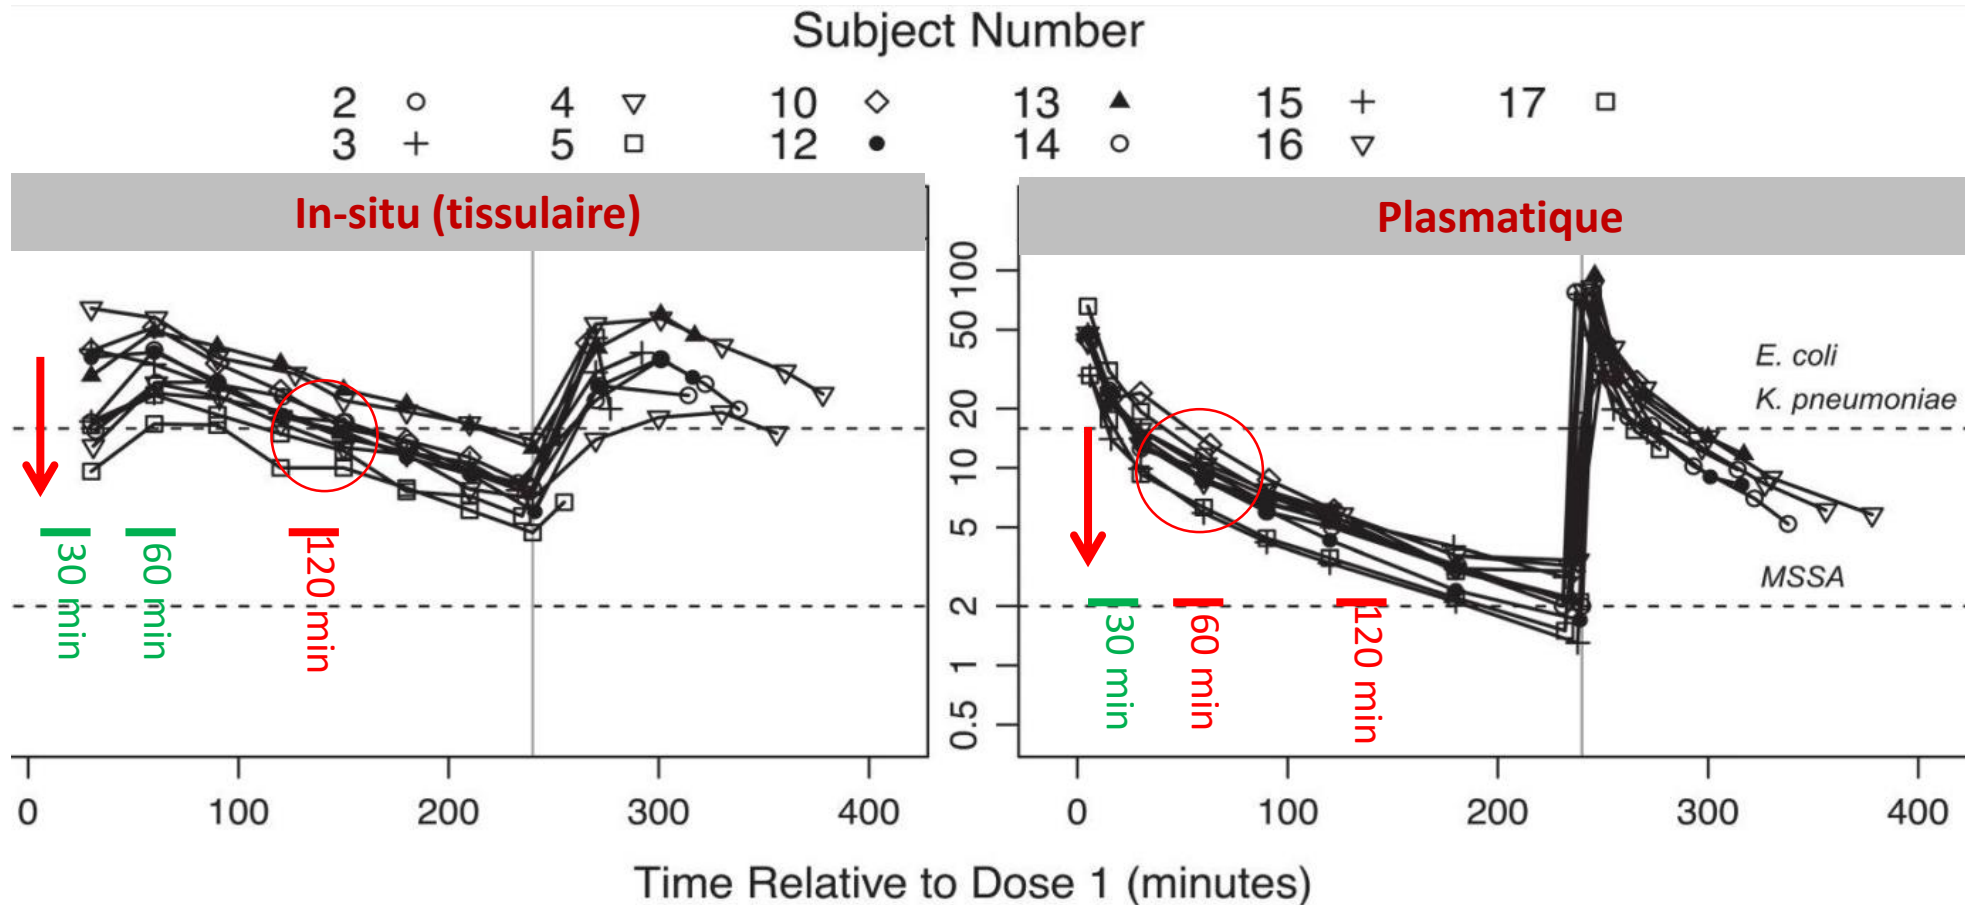 Subject Number
2 4 10 13 15 17
3 5 12 14 16
In-situ (tissulaire)
Plasmatique
100
50
20
10
5
2
1
0.5
E. coli
K. pneumoniae
MSSA
30 min
60 min
120 min
30 min
60 min
120 min
0 100 200 300 400
0 100 200 300 400
Time Relative to Dose 1 (minutes)